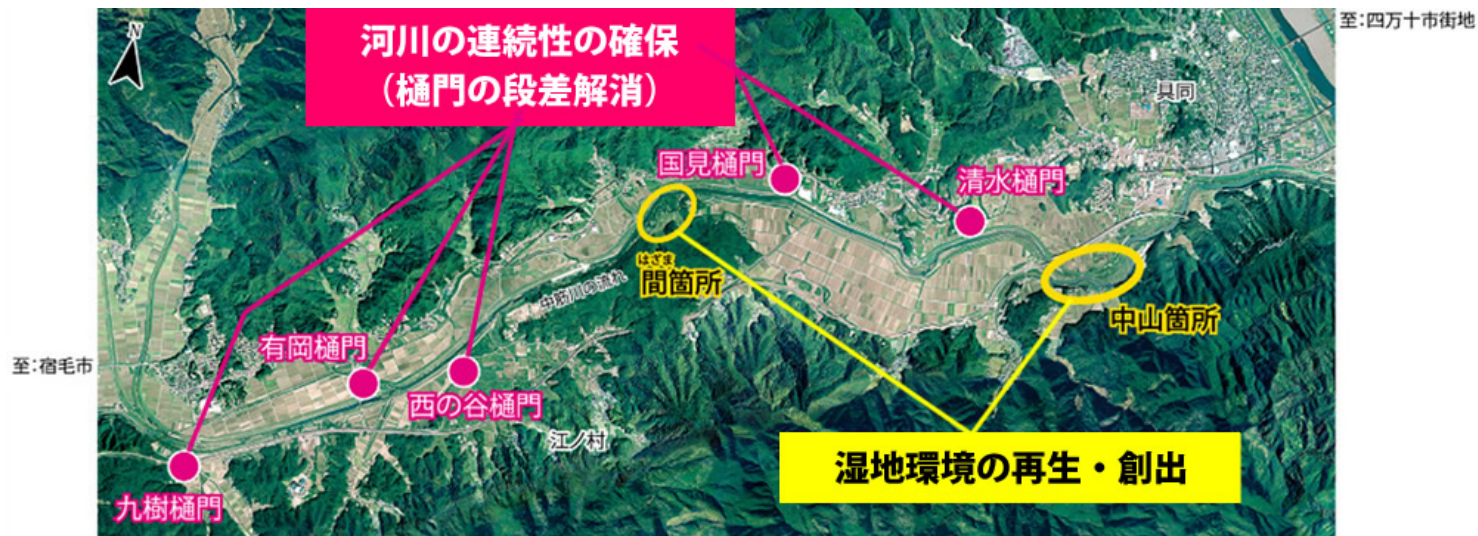 至:四万十市街地
N
河川の連続性の確保
（樋門の段差解消）
具同
国見樋門
清水樋門
はざま
間箇所
中筋川の流れ
中山箇所
有岡樋門
至:宿毛市
西の谷樋門
江ノ村
湿地環境の再生・創出
九樹樋門